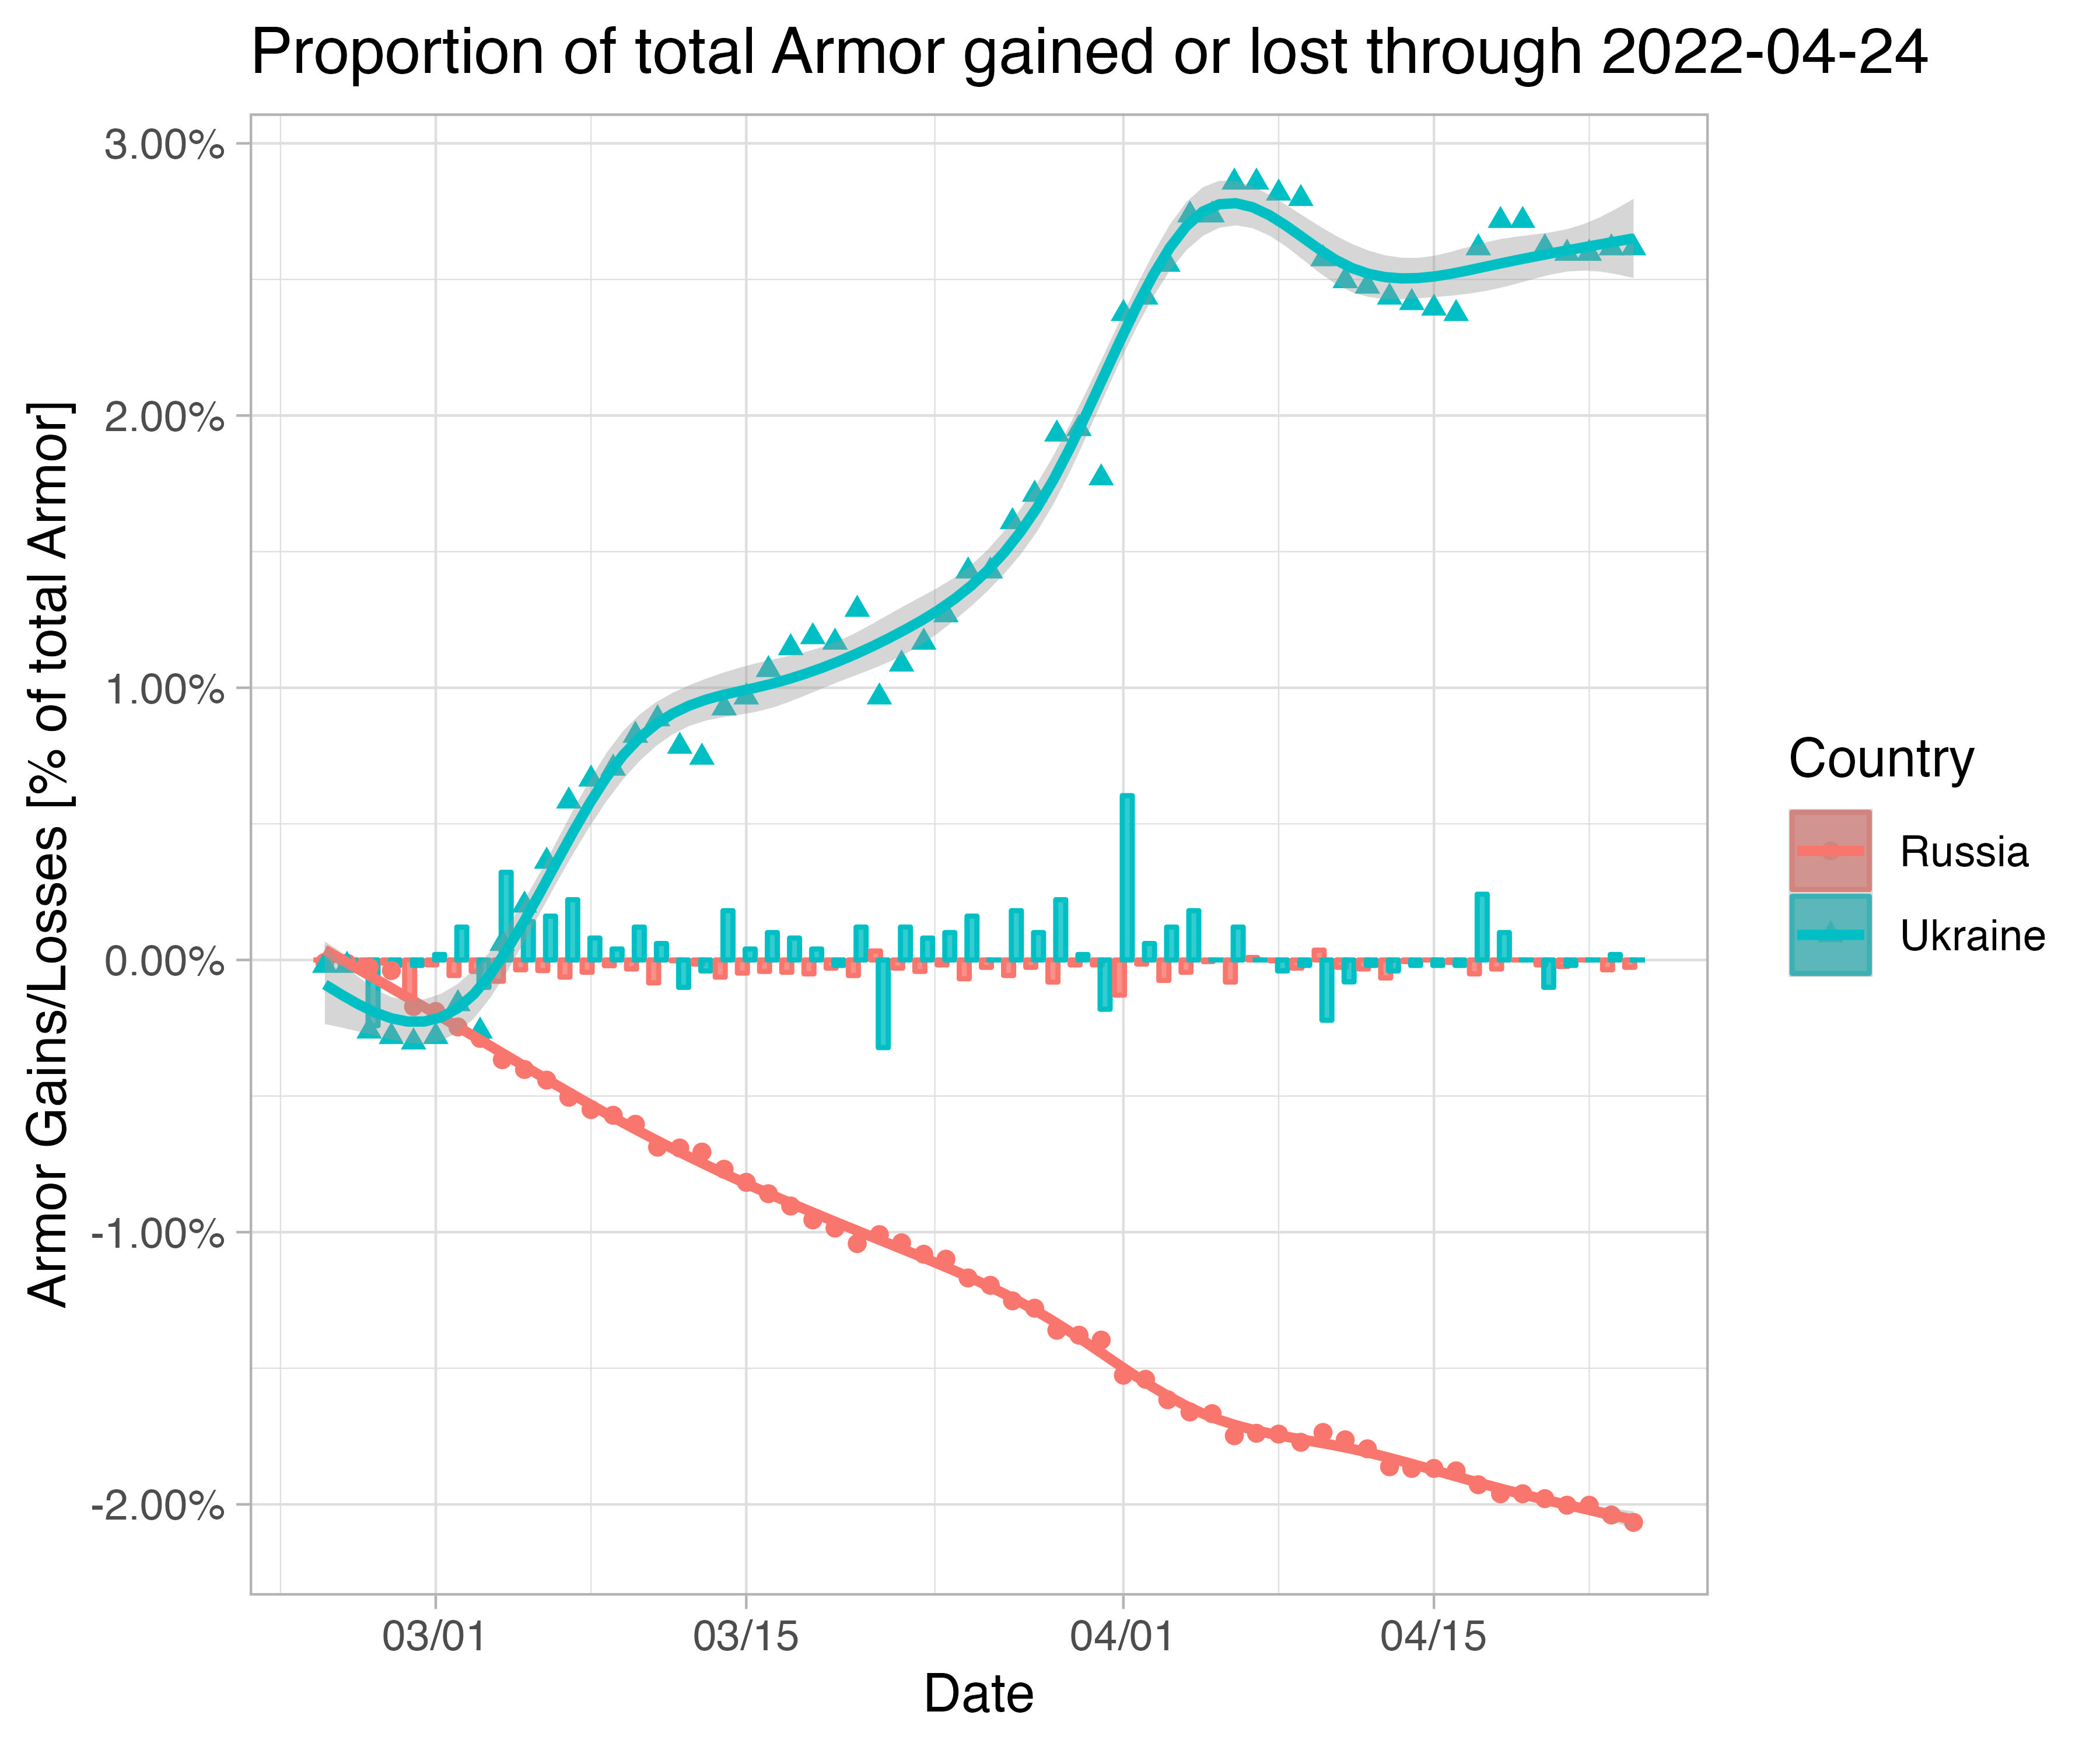 Proportion of total Armor gained or lost through 2022-04-24
Armor Gains/Losses [% of total Armor]
3.00%
2.00%
1.00%
0.00%
-1.00%
-2.00%
03/01
03/15
04/01
04/15
Date
Country
Russia
Ukraine